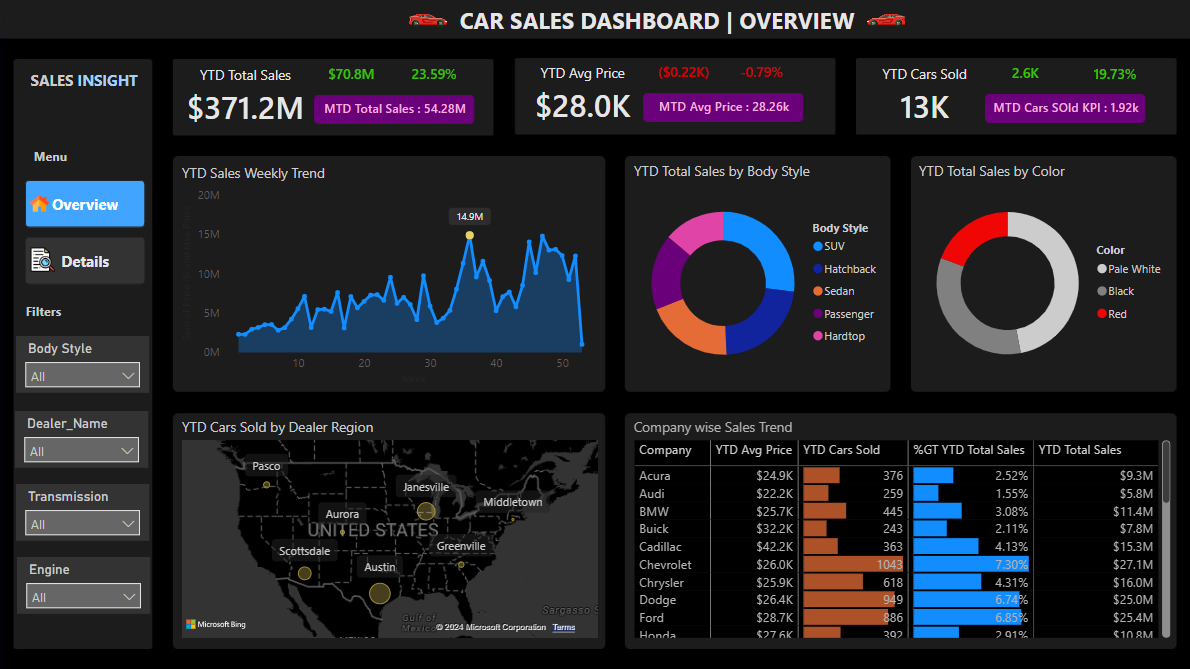 CAR SALES DASHBOARD | OVERVIEW
SALES INSIGHT
Menu
Overview
Details
Filters
Body Style
All
Dealer_Name
All
Transmission
All
Engine
All
YTD Total Sales $70.8M 23.59%
$371.2M MTD Total Sales : 54.28M
YTD Avg Price ($0.22K) -0.79%
$28.0K MTD Avg Price : 28.26k
YTD Cars Sold 2.6K 19.73%
13K MTD Cars SOld KPI : 1.92k
YTD Sales Weekly Trend
20M
15M
10M
5M
0M
14.9M
10 20 30 40 50
YTD Total Sales by Body Style
Body Style
SUV
Hatchback
Sedan
Passenger
Hardtop
YTD Total Sales by Color
Color
Pale White
Black
Red
YTD Cars Sold by Dealer Region
Pasco
Janesville
Middletown
Aurora
UNITED STATES
Greenville
Scottsdale
Austin
Gulf of
Mexico
Sargasso S
MEXICO
Microsoft Bing
© 2024 Microsoft Corporation Terms
Company wise Sales Trend
Company YTD Avg Price YTD Cars Sold %GT YTD Total Sales YTD Total Sales
Acura $24.9K 376 2.52% $9.3M
Audi $22.2K 259 1.55% $5.8M
BMW $25.7K 445 3.08% $11.4M
Buick $32.2K 243 2.11% $7.8M
Cadillac $42.2K 363 4.13% $15.3M
Chevrolet $26.0K 1043 7.30% $27.1M
Chrysler $25.9K 618 4.31% $16.0M
Dodge $26.4K 949 6.74% $25.0M
Ford $28.7K 886 6.85% $25.4M
Honda $27.6K 392 2.91% $10.8M